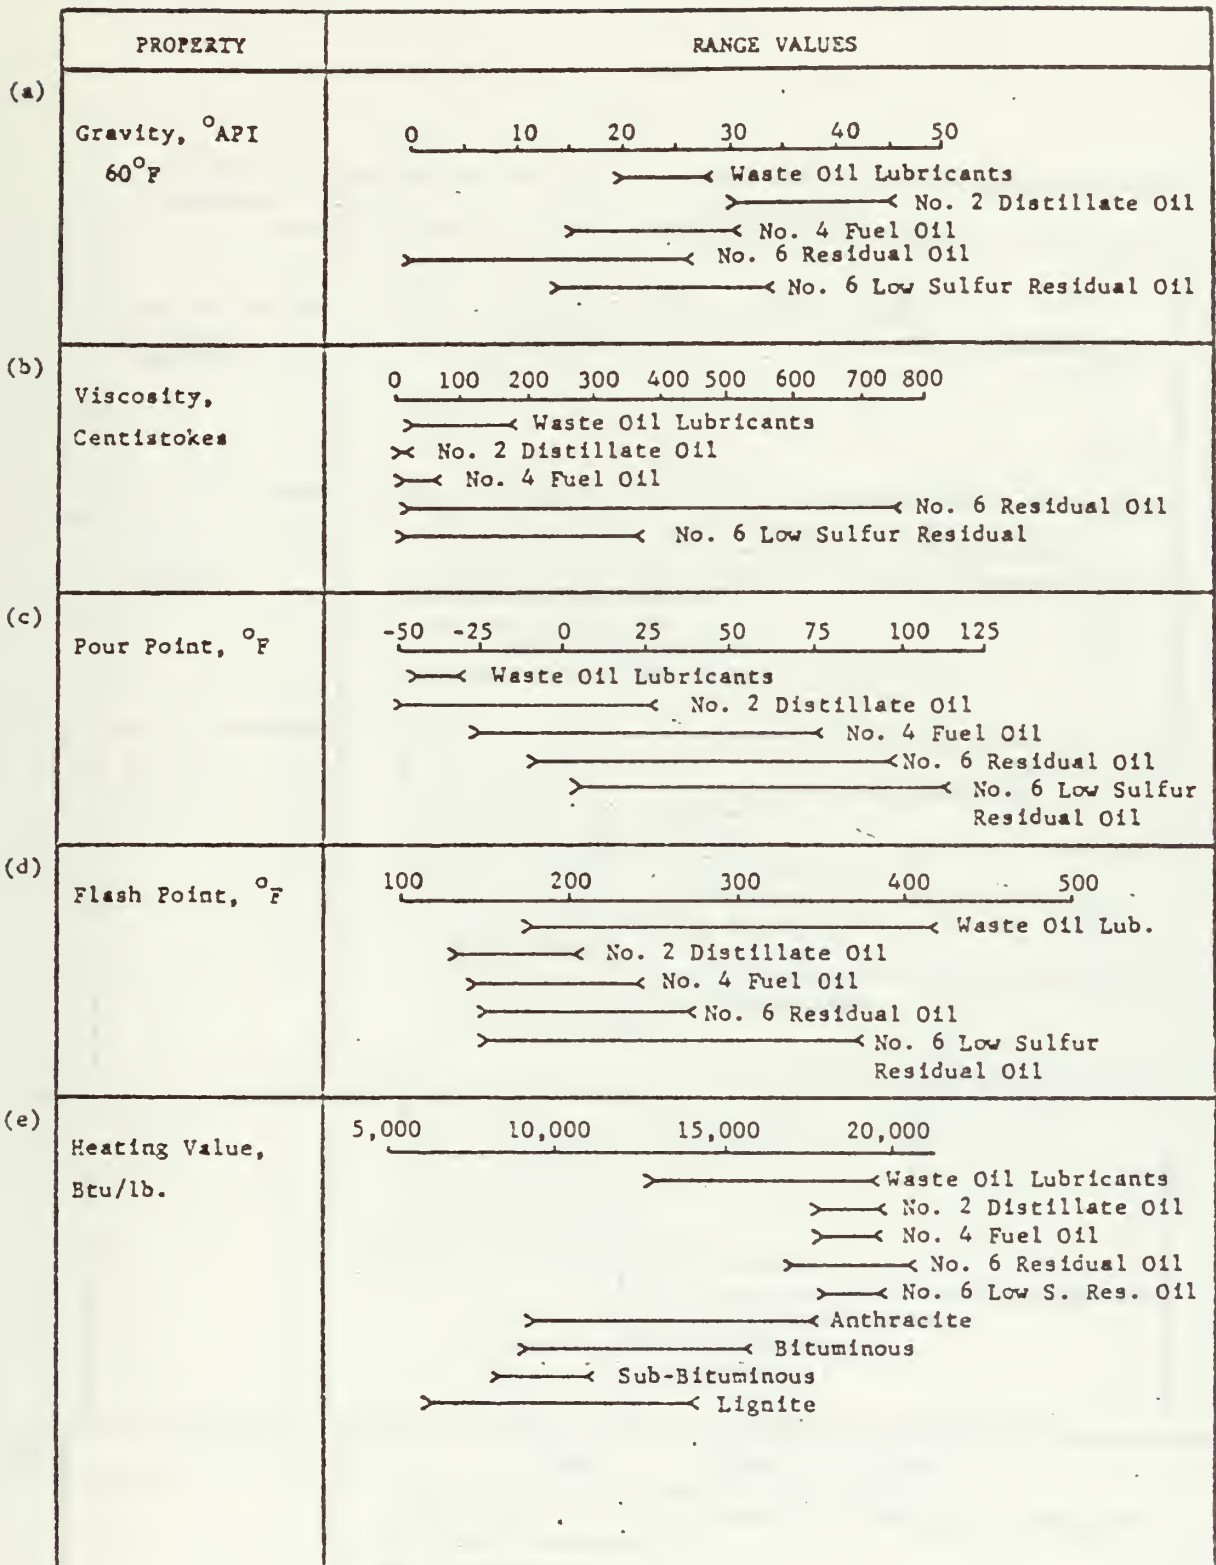 PROPERTY RANGE VALUES
(a)
Gravity, °API
60°F
0 10 20 30 40 50
Waste Oil Lubricants
No. 2 Distillate Oil
No. 4 Fuel Oil
No. 6 Residual Oil
No. 6 Low Sulfur Residual Oil
(b)
Viscosity,
Centistokes
0 100 200 300 400 500 600 700 800
Waste Oil Lubricants
No. 2 Distillate Oil
No. 4 Fuel Oil
No. 6 Residual Oil
No. 6 Low Sulfur Residual
(c)
Pour Point, °F
-50 -25 0 25 50 75 100 125
Waste Oil Lubricants
No. 2 Distillate Oil
No. 4 Fuel Oil
No. 6 Residual Oil
No. 6 Low Sulfur
Residual Oil
(d)
Flash Point, °F
100 200 300 400 500
Waste Oil Lub.
No. 2 Distillate Oil
No. 4 Fuel Oil
No. 6 Residual Oil
No. 6 Low Sulfur
Residual Oil
(e)
Heating Value,
Btu/lb.
5,000 10,000 15,000 20,000
Waste Oil Lubricants
No. 2 Distillate Oil
No. 4 Fuel Oil
No. 6 Residual Oil
No. 6 Low S. Res. Oil
Anthracite
Bituminous
Sub-Bituminous
Lignite